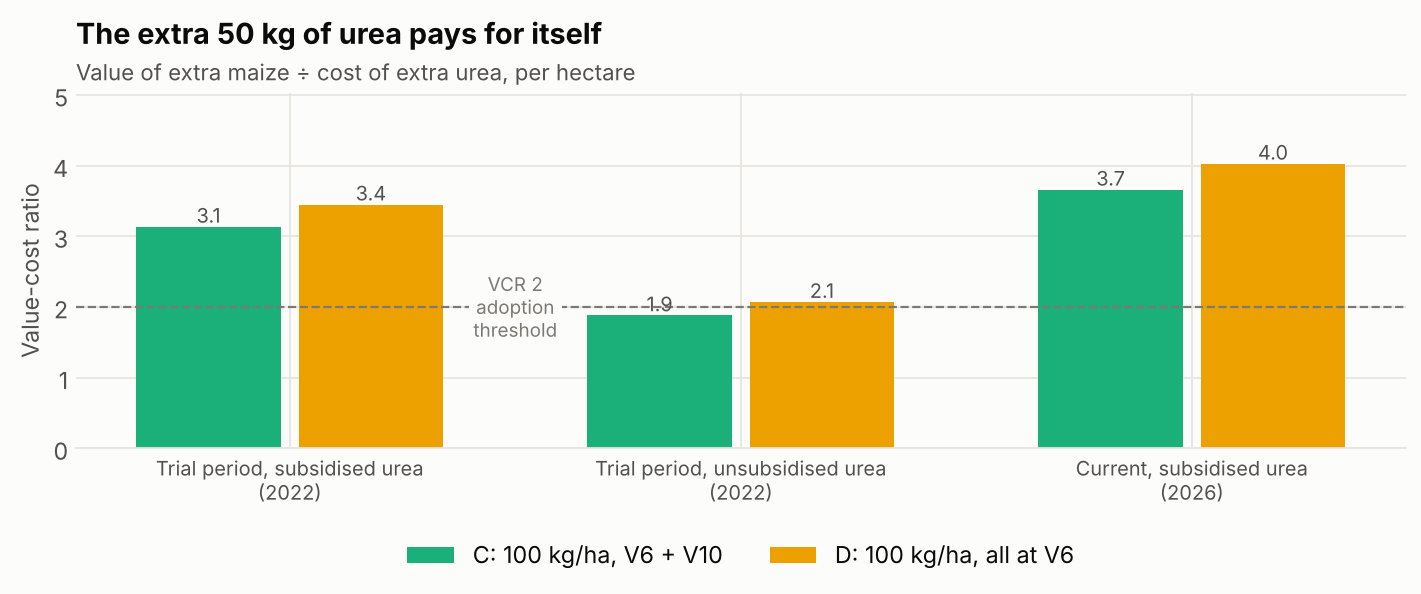 The extra 50 kg of urea pays for itself
Value of extra maize ÷ cost of extra urea, per hectare
Value-cost ratio
5
4
3
2
1
0
3.1
3.4
VCR 2
adoption
threshold
1.9
2.1
3.7
4.0
Trial period, subsidised urea
(2022)
Trial period, unsubsidised urea
(2022)
Current, subsidised urea
(2026)
C: 100 kg/ha, V6 + V10
D: 100 kg/ha, all at V6